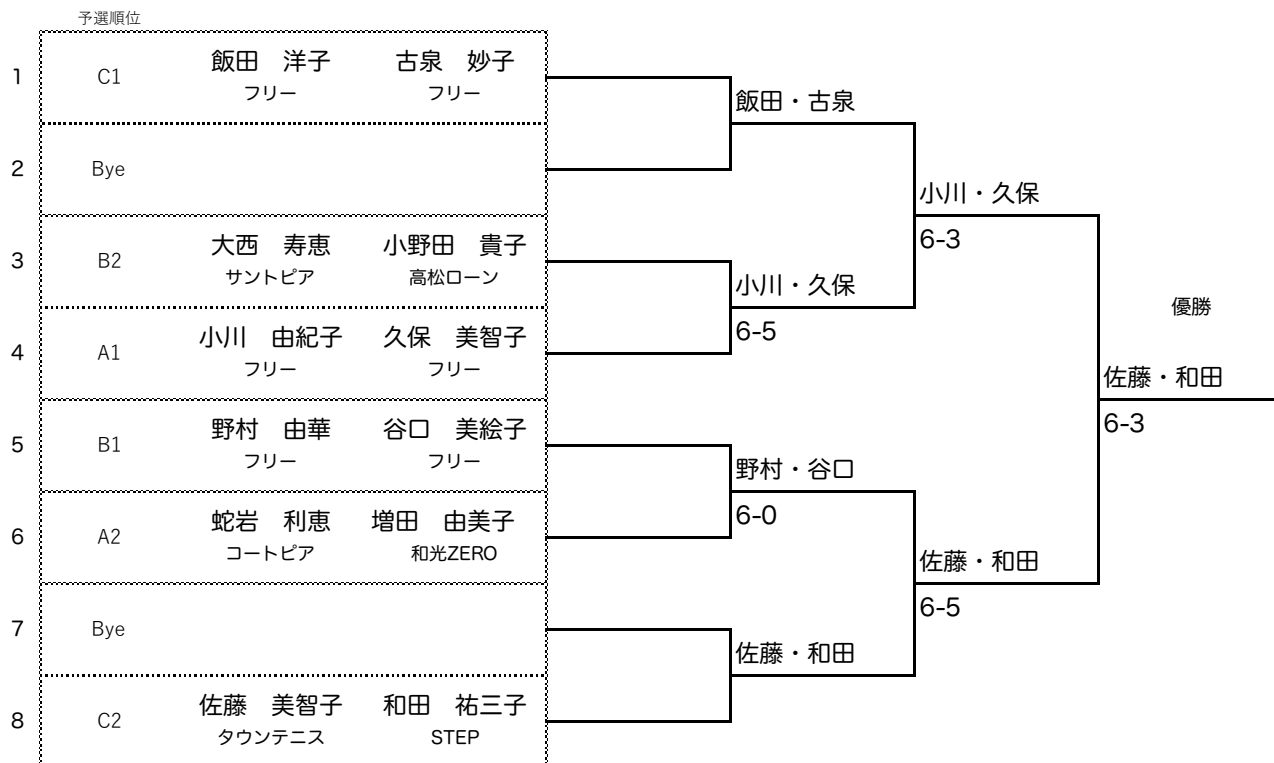 予選順位
1 C1 飯田　洋子 古泉　妙子
フリー フリー
飯田・古泉
2 Bye
小川・久保
6-3
3 B2 大西　寿恵 小野田　貴子
サントピア 高松ローン
小川・久保
6-5
4 A1 小川　由紀子 久保　美智子
フリー フリー
優勝
佐藤・和田
6-3
5 B1 野村　由華 谷口　美絵子
フリー フリー
野村・谷口
6-0
6 A2 蛇岩　利恵 増田　由美子
コートピア 和光ZERO
佐藤・和田
6-5
7 Bye
佐藤・和田
8 C2 佐藤　美智子 和田　祐三子
タウンテニス STEP